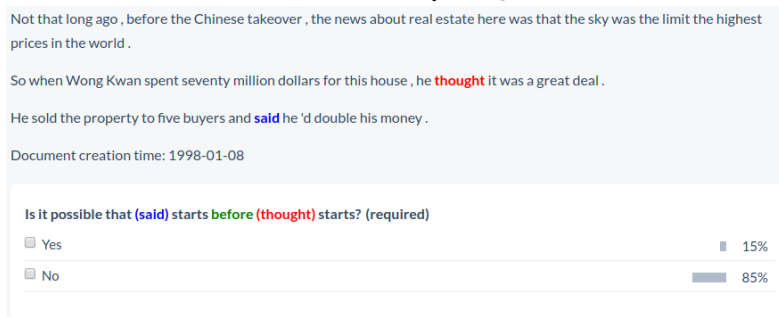 Not that long ago , before the Chinese takeover , the news about real estate here was that the sky was the limit the highest
prices in the world .
So when Wong Kwan spent seventy million dollars for this house , he thought it was a great deal .
He sold the property to five buyers and said he 'd double his money .
Document creation time: 1998-01-08
Is it possible that (said) starts before (thought) starts? (required)
Yes 15%
No 85%